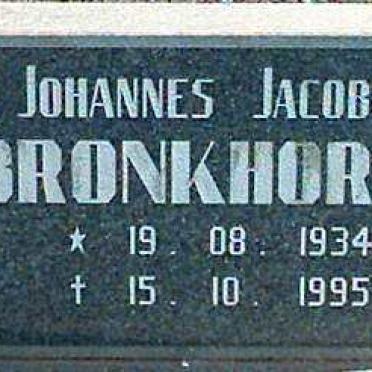 JOHANNES JACOB
BRONKHOR
★ 19. 08. 1934
† 15. 10. 1995